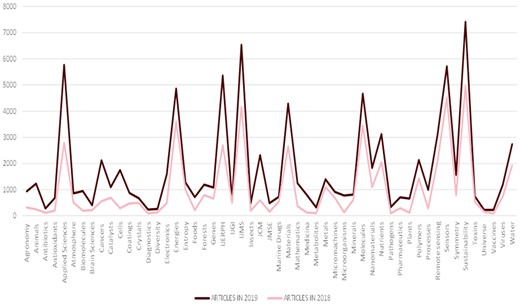 8000
7000
6000
5000
4000
3000
2000
1000
0
Agronomy
Animals
Antibiotics
Antioxidants
Applied Sciences
Atmosphere
Biomolecules
Brain Sciences
Cancers
Catalysts
Cells
Coatings
Crystals
Diagnostics
Diversity
Electronics
Energies
Entropy
Foods
Forests
Genes
IJERPH
IJGI
IJMS
Insects
JCM
JMSE
Marine Drugs
Materials
Mathematics
Medicina
Metabolites
Metals
Micromachines
Microorganisms
Minerals
Molecules
Nanomaterials
Nutrients
Pathogens
Pharmaceutics
Plants
Polymers
Processes
Remote sensing
Sensors
Symmetry
Sustainability
Toxins
Universe
Vaccines
Viruses
Water
ARTICLES IN 2019
ARTICLES IN 2018